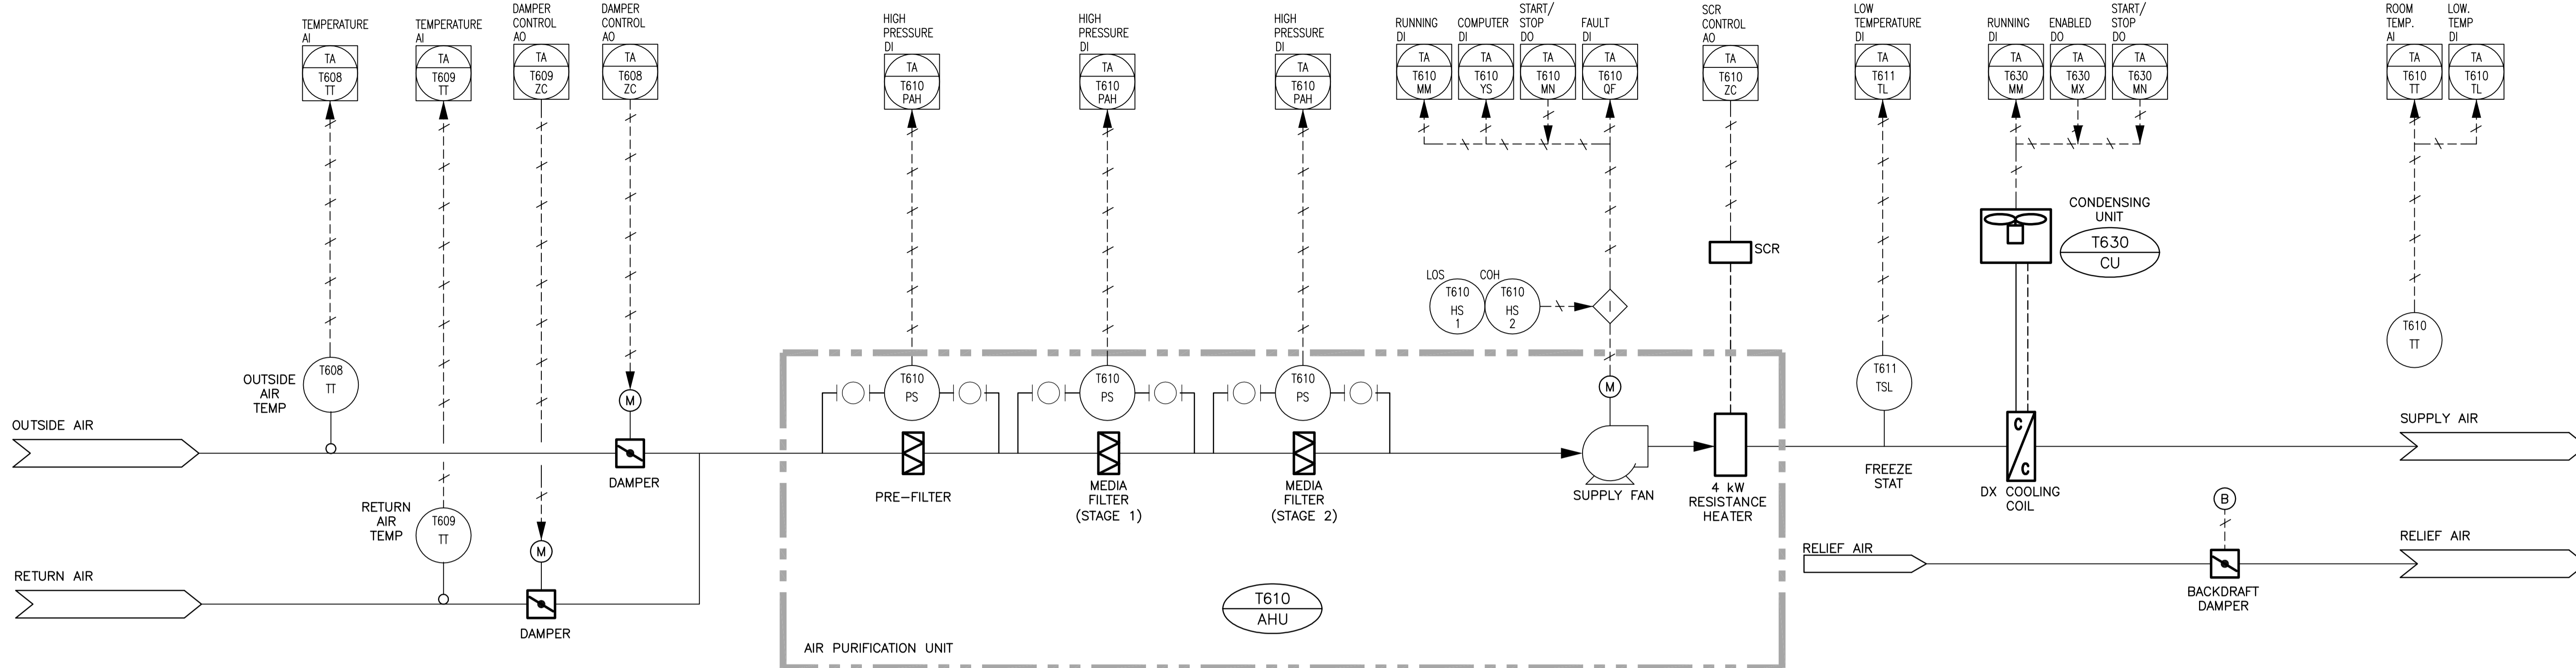 TEMPERATURE
AI
TA
T608
TT
TEMPERATURE
AI
TA
T609
TT
DAMPER
CONTROL
AO
TA
T609
ZC
DAMPER
CONTROL
AO
TA
T608
ZC
HIGH
PRESSURE
DI
TA
T610
PAH
HIGH
PRESSURE
DI
TA
T610
PAH
HIGH
PRESSURE
DI
TA
T610
PAH
RUNNING
DI
TA
T610
MM
COMPUTER
DI
TA
T610
YS
START/
STOP
DO
TA
T610
MN
FAULT
DI
TA
T610
QF
SCR
CONTROL
AO
TA
T610
ZC
LOW
TEMPERATURE
DI
TA
T611
TL
RUNNING
DI
TA
T630
MM
ENABLED
DO
TA
T630
MX
START/
STOP
DO
TA
T630
MN
ROOM
TEMP.
AI
TA
T610
TT
LOW.
TEMP
DI
TA
T610
TL
CONDENSING
UNIT
T630
CU
SCR
LOS
T610
HS
1
COH
T610
HS
2
I
T610
TT
OUTSIDE
AIR
TEMP
T608
TT
M
T610
PS
T610
PS
T610
PS
M
T611
TSL
OUTSIDE AIR
DAMPER
PRE-FILTER
MEDIA
FILTER
(STAGE 1)
MEDIA
FILTER
(STAGE 2)
SUPPLY FAN
4 kW
RESISTANCE
HEATER
FREEZE
STAT
C
C
DX COOLING
COIL
SUPPLY AIR
RETURN
AIR
TEMP
T609
TT
M
B
RETURN AIR
DAMPER
RELIEF AIR
BACKDRAFT
DAMPER
RELIEF AIR
T610
AHU
AIR PURIFICATION UNIT